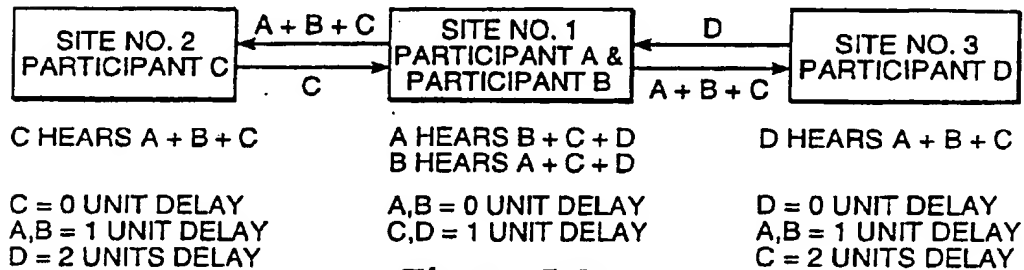 SITE NO. 2
PARTICIPANT C
A + B + C
C
SITE NO. 1
PARTICIPANT A &
PARTICIPANT B
D
A + B + C
SITE NO. 3
PARTICIPANT D
C HEARS A + B + C
A HEARS B + C + D
B HEARS A + C + D
D HEARS A + B + C
C = 0 UNIT DELAY
A,B = 1 UNIT DELAY
D = 2 UNITS DELAY
A,B = 0 UNIT DELAY
C,D = 1 UNIT DELAY
D = 0 UNIT DELAY
A,B = 1 UNIT DELAY
C = 2 UNITS DELAY